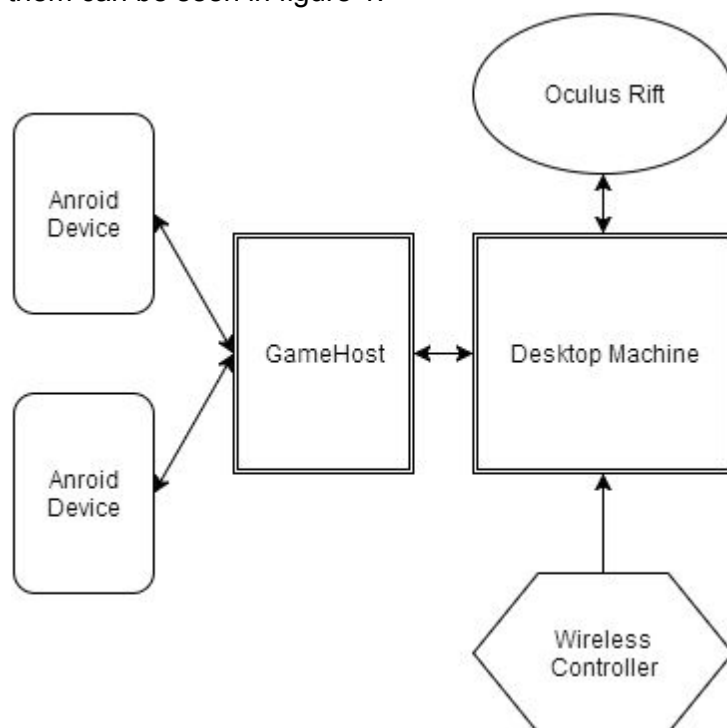 them can be seen in figure 1.
Oculus Rift
Anroid
Device
GameHost
Desktop Machine
Anroid
Device
Wireless
Controller